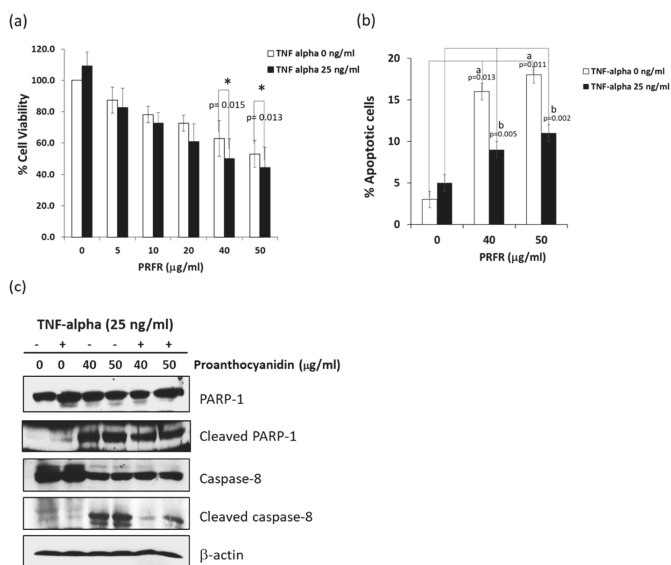 (a)
120.0
100.0
80.0
60.0
40.0
20.0
0.0
% Cell Viability
TNF alpha 0 ng/ml
TNF alpha 25 ng/ml
*
*
p= 0.015
p= 0.013
0 5 10 20 40 50
PRFR (μg/ml)
(b)
20
15
10
5
0
% Apoptotic cells
a
p=0.013
a
p=0.011
b
p=0.005
b
p=0.002
TNF-alpha 0 ng/ml
TNF-alpha 25 ng/ml
0 40 50
PRFR (μg/ml)
(c)
TNF-alpha (25 ng/ml)
- + - - + +
0 0 40 50 40 50 Proanthocyanidin (μg/ml)
PARP-1
Cleaved PARP-1
Caspase-8
Cleaved caspase-8
β-actin